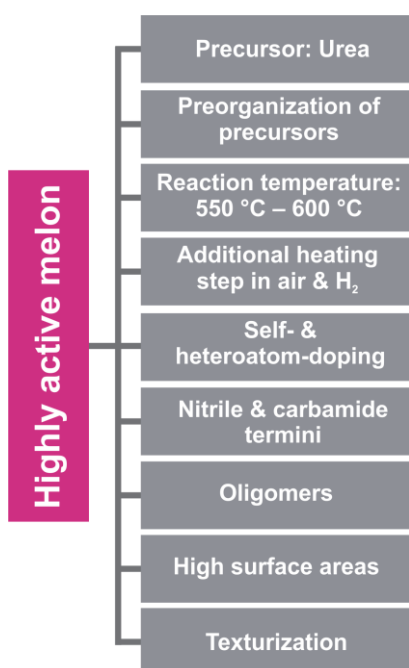 Highly active melon
Precursor: Urea
Preorganization of
precursors
Reaction temperature:
550 °C – 600 °C
Additional heating
step in air & H₂
Self- &
heteroatom-doping
Nitrile & carbamide
termini
Oligomers
High surface areas
Texturization